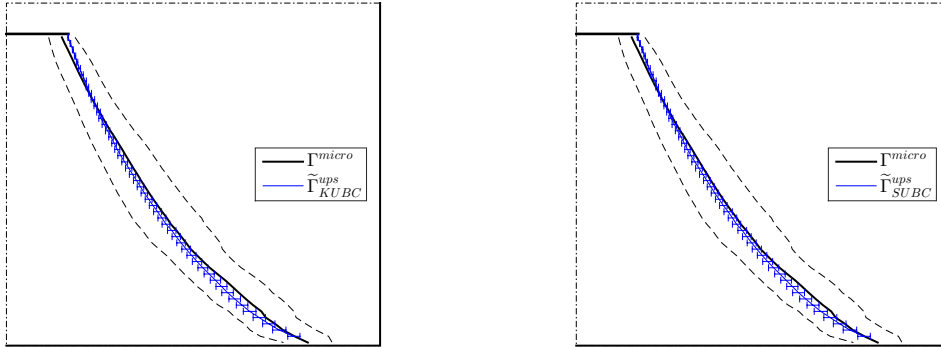 Γ^{micro}
Γ̃^{ups}_{KUBC}
Γ^{micro}
Γ̃^{ups}_{SUBC}